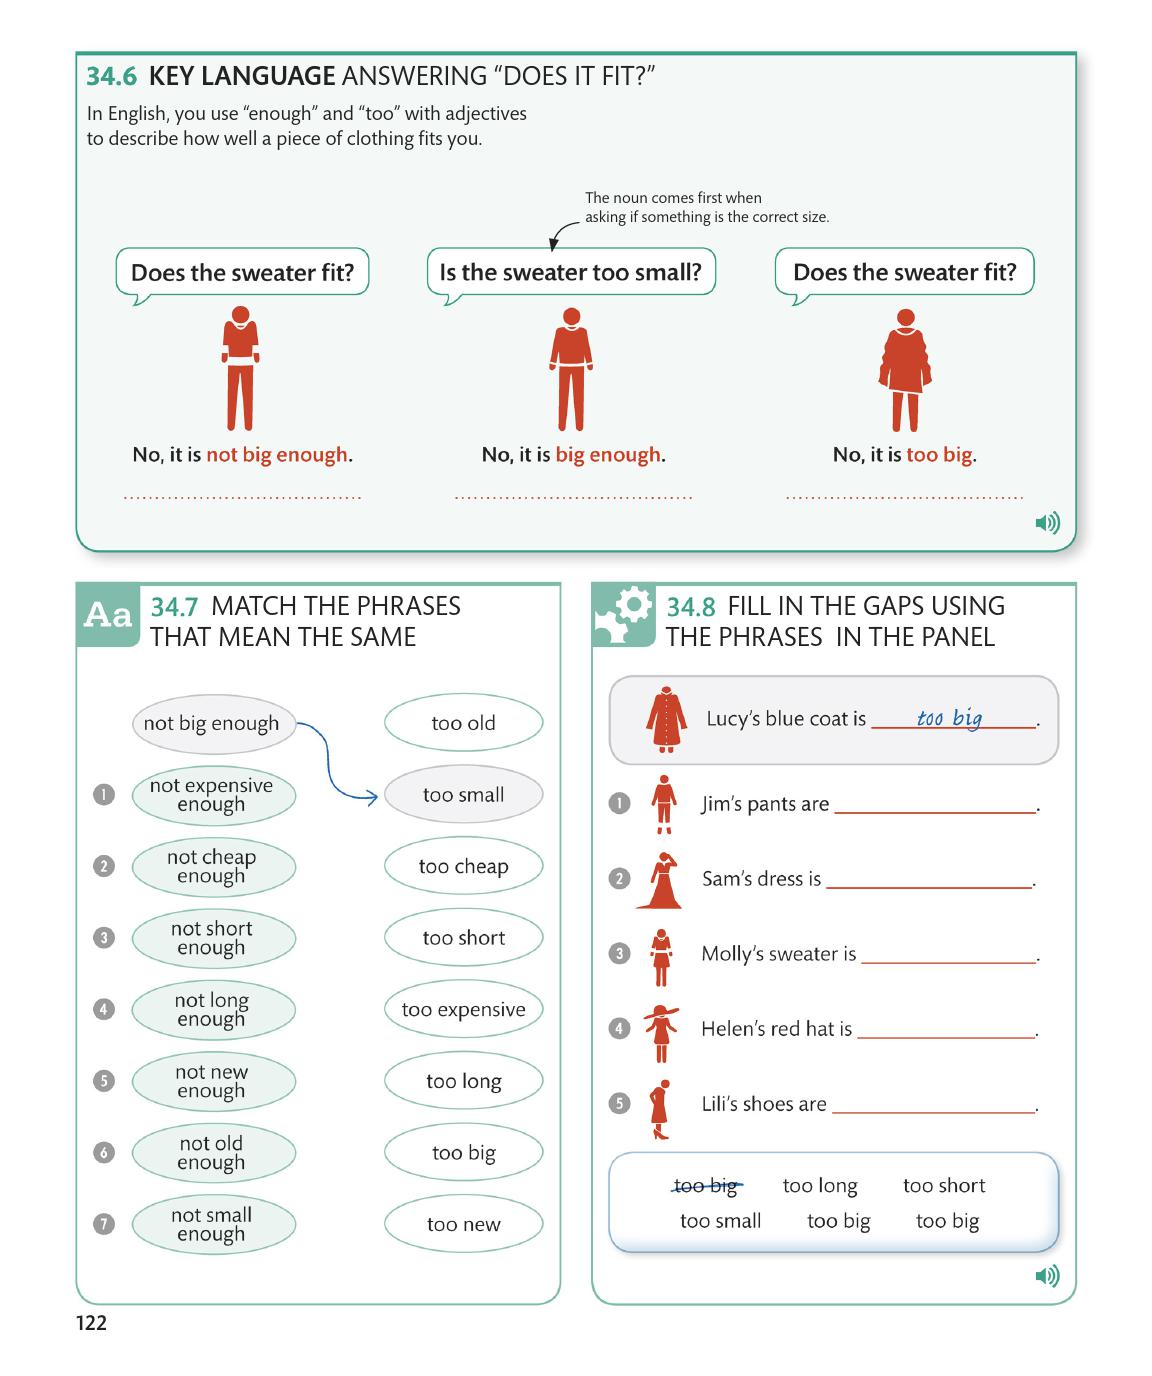 34.6 KEY LANGUAGE ANSWERING “DOES IT FIT?”
In English, you use “enough” and “too” with adjectives
to describe how well a piece of clothing fits you.
The noun comes first when
asking if something is the correct size.
Does the sweater fit?
Is the sweater too small?
Does the sweater fit?
No, it is not big enough.
No, it is big enough.
No, it is too big.
Aa
34.7 MATCH THE PHRASES
THAT MEAN THE SAME
not big enough
too old
1
not expensive
enough
too small
2
not cheap
enough
too cheap
3
not short
enough
too short
4
not long
enough
too expensive
5
not new
enough
too long
6
not old
enough
too big
7
not small
enough
too new
34.8 FILL IN THE GAPS USING
THE PHRASES IN THE PANEL
Lucy’s blue coat is too big.
1 Jim’s pants are .
2 Sam’s dress is .
3 Molly’s sweater is .
4 Helen’s red hat is .
5 Lili’s shoes are .
too big too long too short
too small too big too big
122